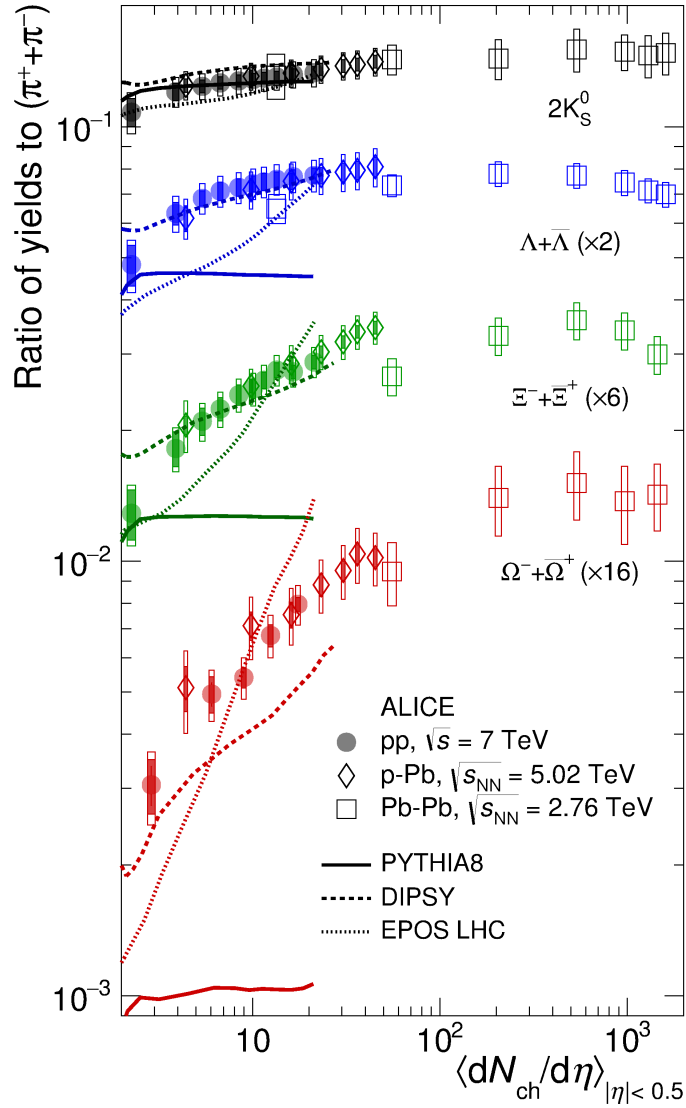 Ratio of yields to (π⁺+π⁻)
10⁻¹
2K⁰_S
Λ+Λ̅ (×2)
Ξ⁻+Ξ̅⁺ (×6)
10⁻²
Ω⁻+Ω̅⁺ (×16)
ALICE
pp, √s = 7 TeV
p-Pb, √s_NN = 5.02 TeV
Pb-Pb, √s_NN = 2.76 TeV
PYTHIA8
DIPSY
EPOS LHC
10⁻³
10 10² 10³
⟨dN_ch/dη⟩_|η|< 0.5